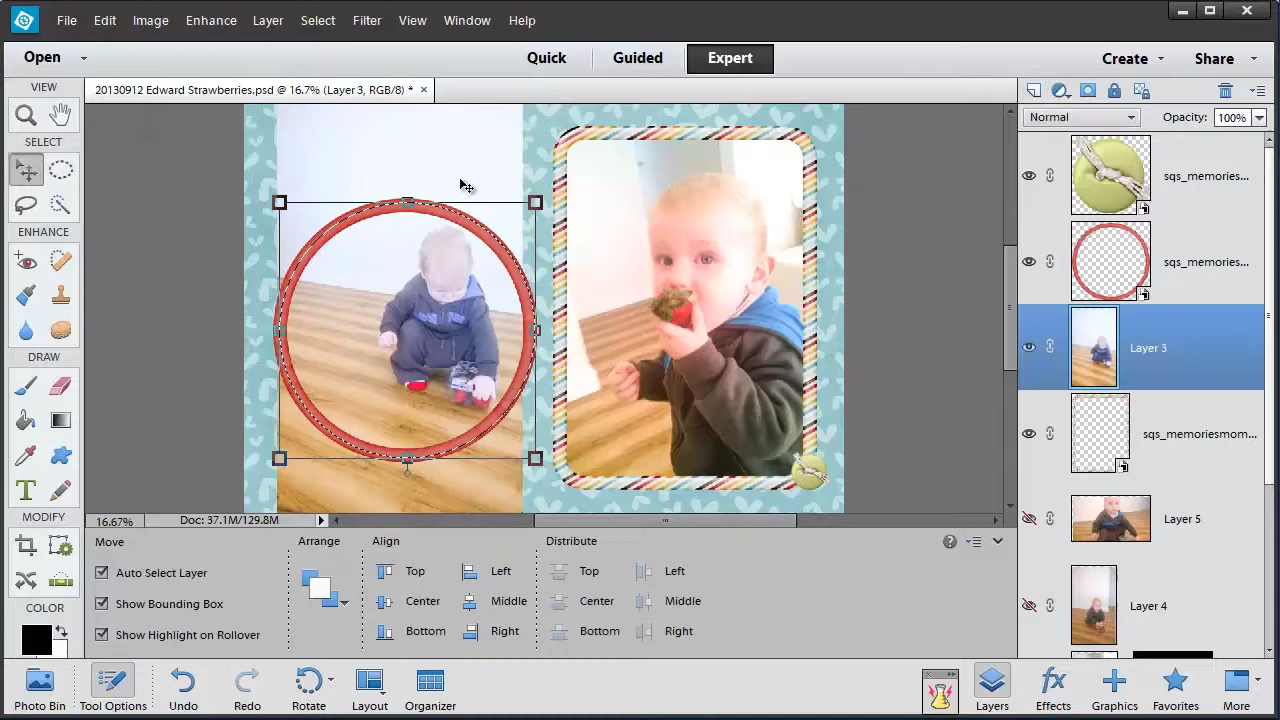 File Edit Image Enhance Layer Select Filter View Window Help
Open Quick Guided Expert Create Share
VIEW
20130912 Edward Strawberries.psd @ 16.7% (Layer 3, RGB/8) * ×
Normal Opacity: 100%
SELECT
sqs_memories...
ENHANCE
sqs_memories...
Layer 3
DRAW
sqs_memoriesmom...
T
MODIFY
16.67% Doc: 37.1M/129.8M
Layer 5
Move Arrange Align Distribute
Auto Select Layer Top Left Top Left
Show Bounding Box Center Middle Center Middle
Layer 4
COLOR
Show Highlight on Rollover Bottom Right Bottom Right
fx
Photo Bin Tool Options Undo Redo Rotate Layout Organizer Layers Effects Graphics Favorites More